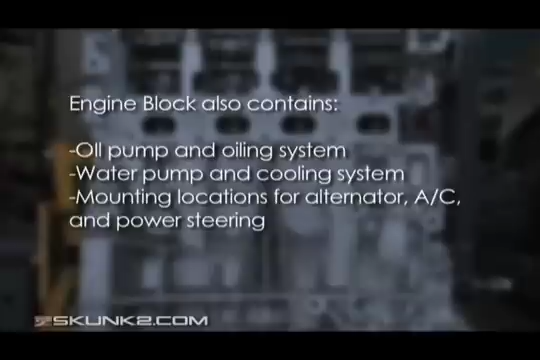 Engine Block also contains:
-OIl pump and oiling system
-Water pump and cooling system
-Mounting locations for alternator, A/C,
and power steering
SKUNK2.COM